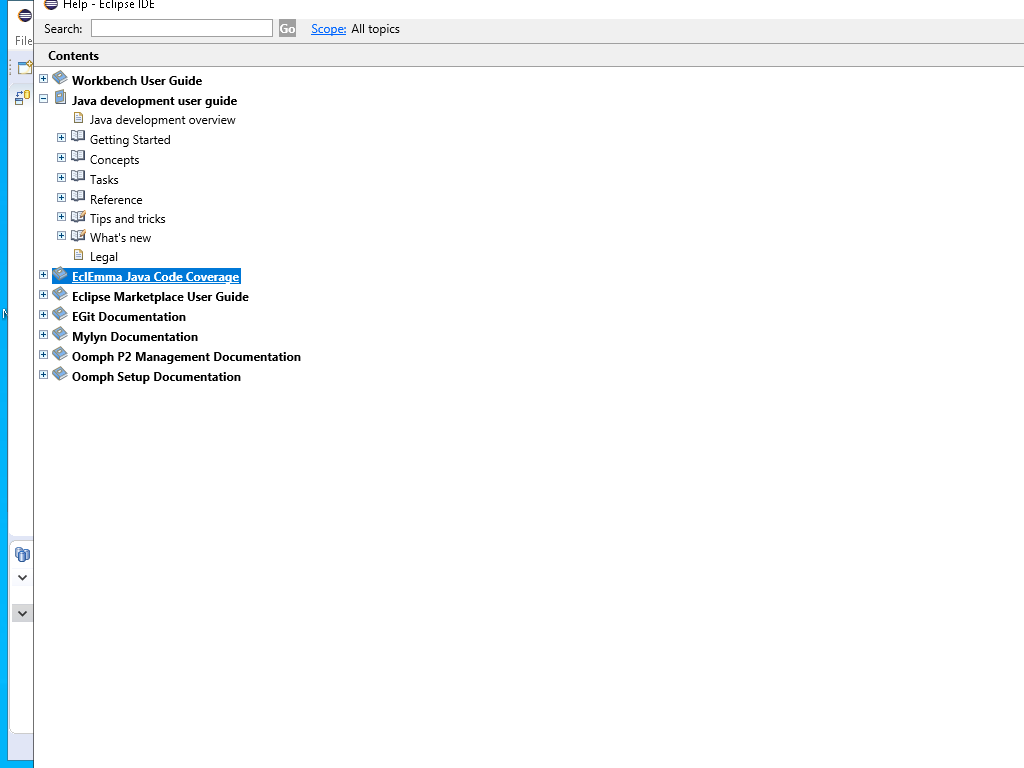 Help - Eclipse IDE
File
Search:
Go
Scope: All topics
Contents
Workbench User Guide
Java development user guide
Java development overview
Getting Started
Concepts
Tasks
Reference
Tips and tricks
What's new
Legal
EclEmma Java Code Coverage
Eclipse Marketplace User Guide
EGit Documentation
Mylyn Documentation
Oomph P2 Management Documentation
Oomph Setup Documentation